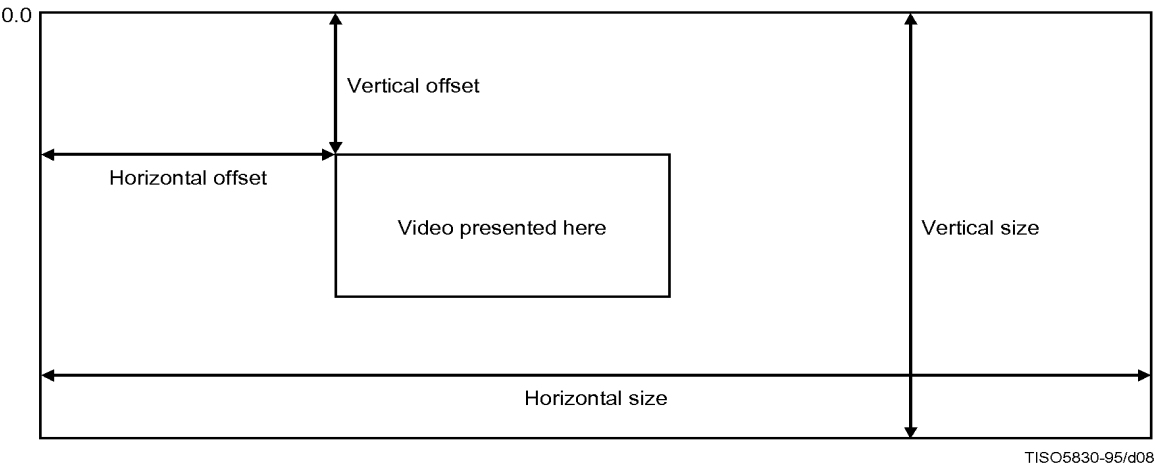 0.0
Vertical offset
Horizontal offset
Video presented here
Vertical size
Horizontal size
TISO5830-95/d08